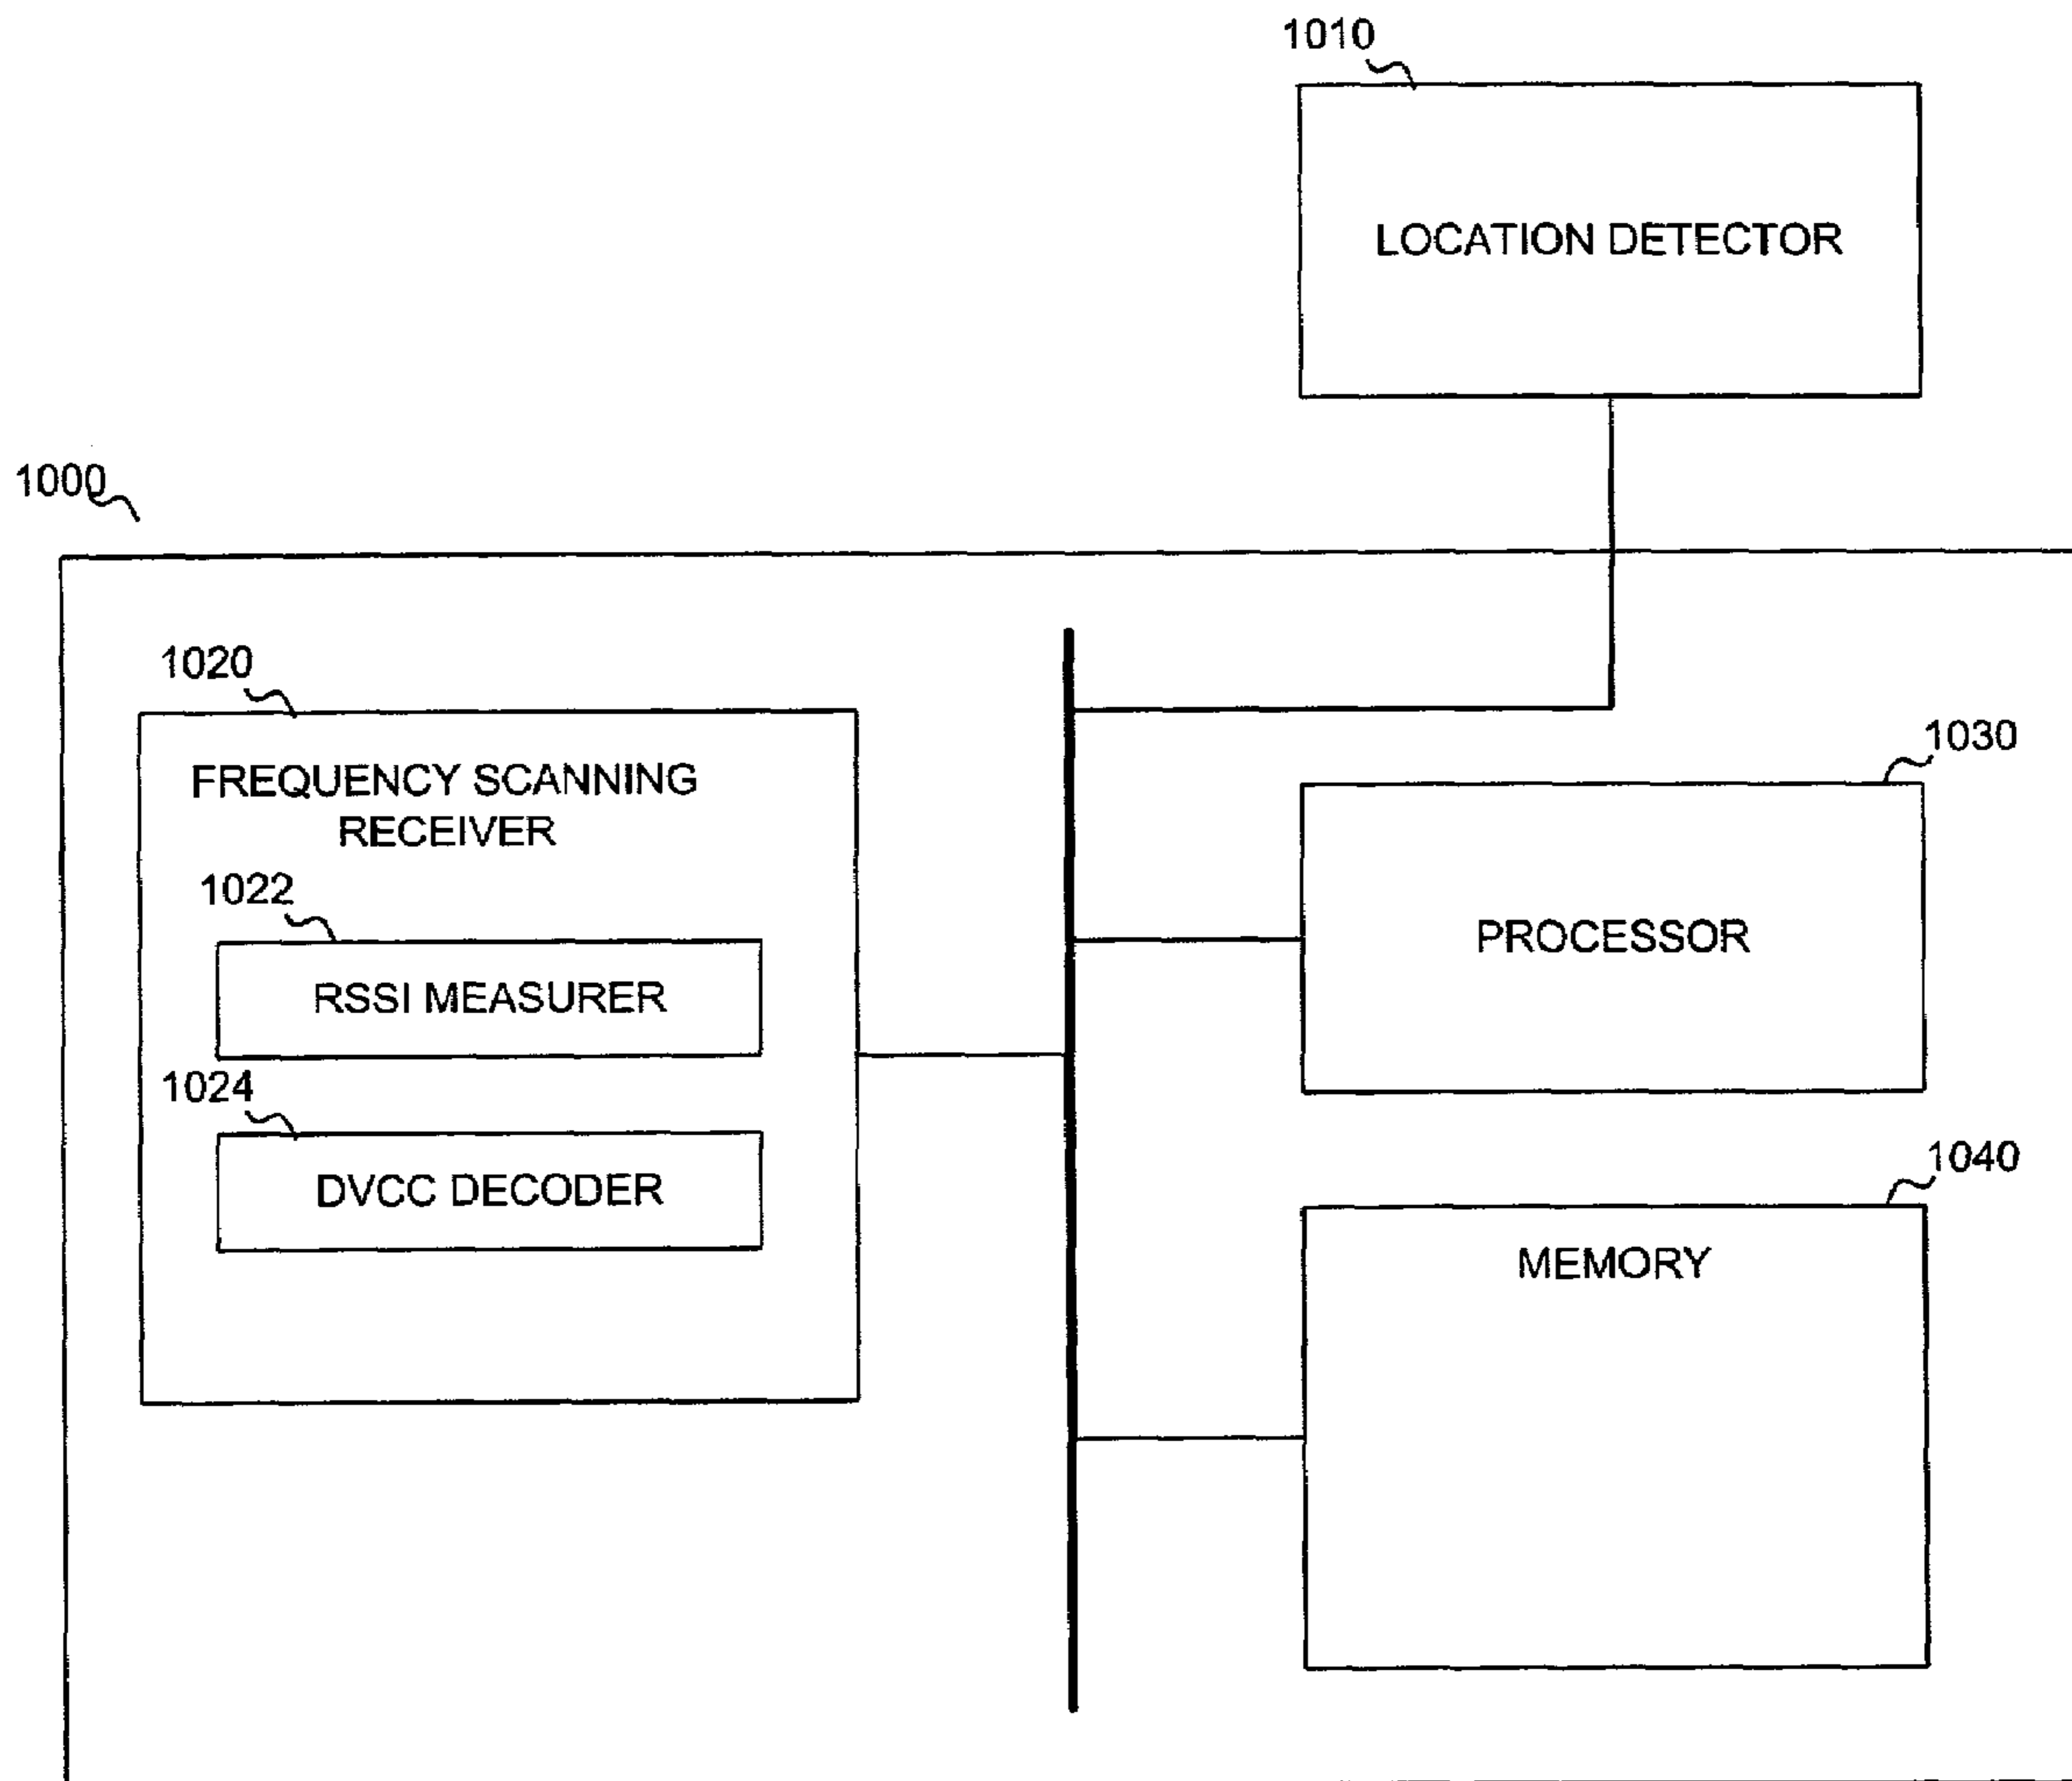 1010
LOCATION DETECTOR
1000
1020
FREQUENCY SCANNING
RECEIVER
1022
RSSI MEASURER
1024
DVCC DECODER
1030
PROCESSOR
1040
MEMORY